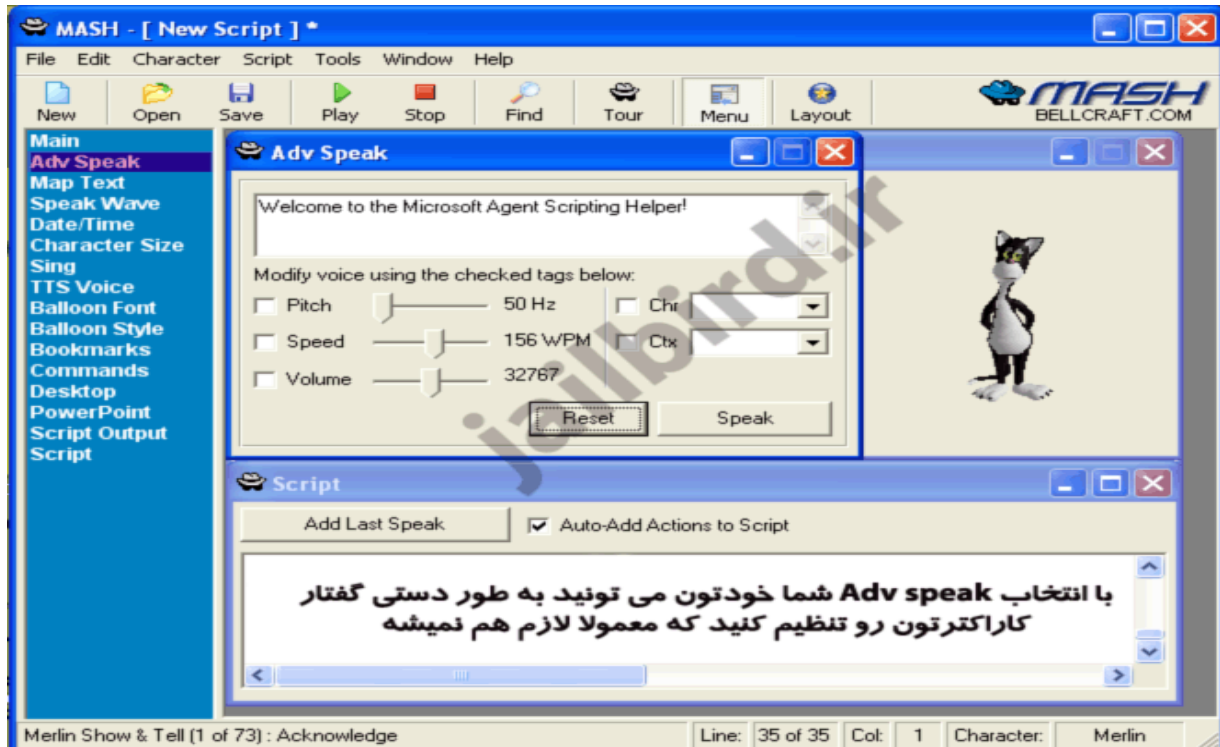 MASH - [ New Script ] *
File Edit Character Script Tools Window Help
New Open Save Play Stop Find Tour Menu Layout
MASH
BELLCRAFT.COM
Main
Adv Speak
Map Text
Speak Wave
Date/Time
Character Size
Sing
TTS Voice
Balloon Font
Balloon Style
Bookmarks
Commands
Desktop
PowerPoint
Script Output
Script
Adv Speak
Welcome to the Microsoft Agent Scripting Helper!
Modify voice using the checked tags below:
Pitch 50 Hz Chr
Speed 156 WPM Ctx
Volume 32767
Reset Speak
jailbird.ir
Script
Add Last Speak Auto-Add Actions to Script
با انتخاب Adv speak شما خودتون می تونید به طور دستی گفتار
کاراکترتون رو تنظیم کنید که معمولا لازم هم نمیشه
Merlin Show & Tell (1 of 73) : Acknowledge Line: 35 of 35 Col: 1 Character: Merlin